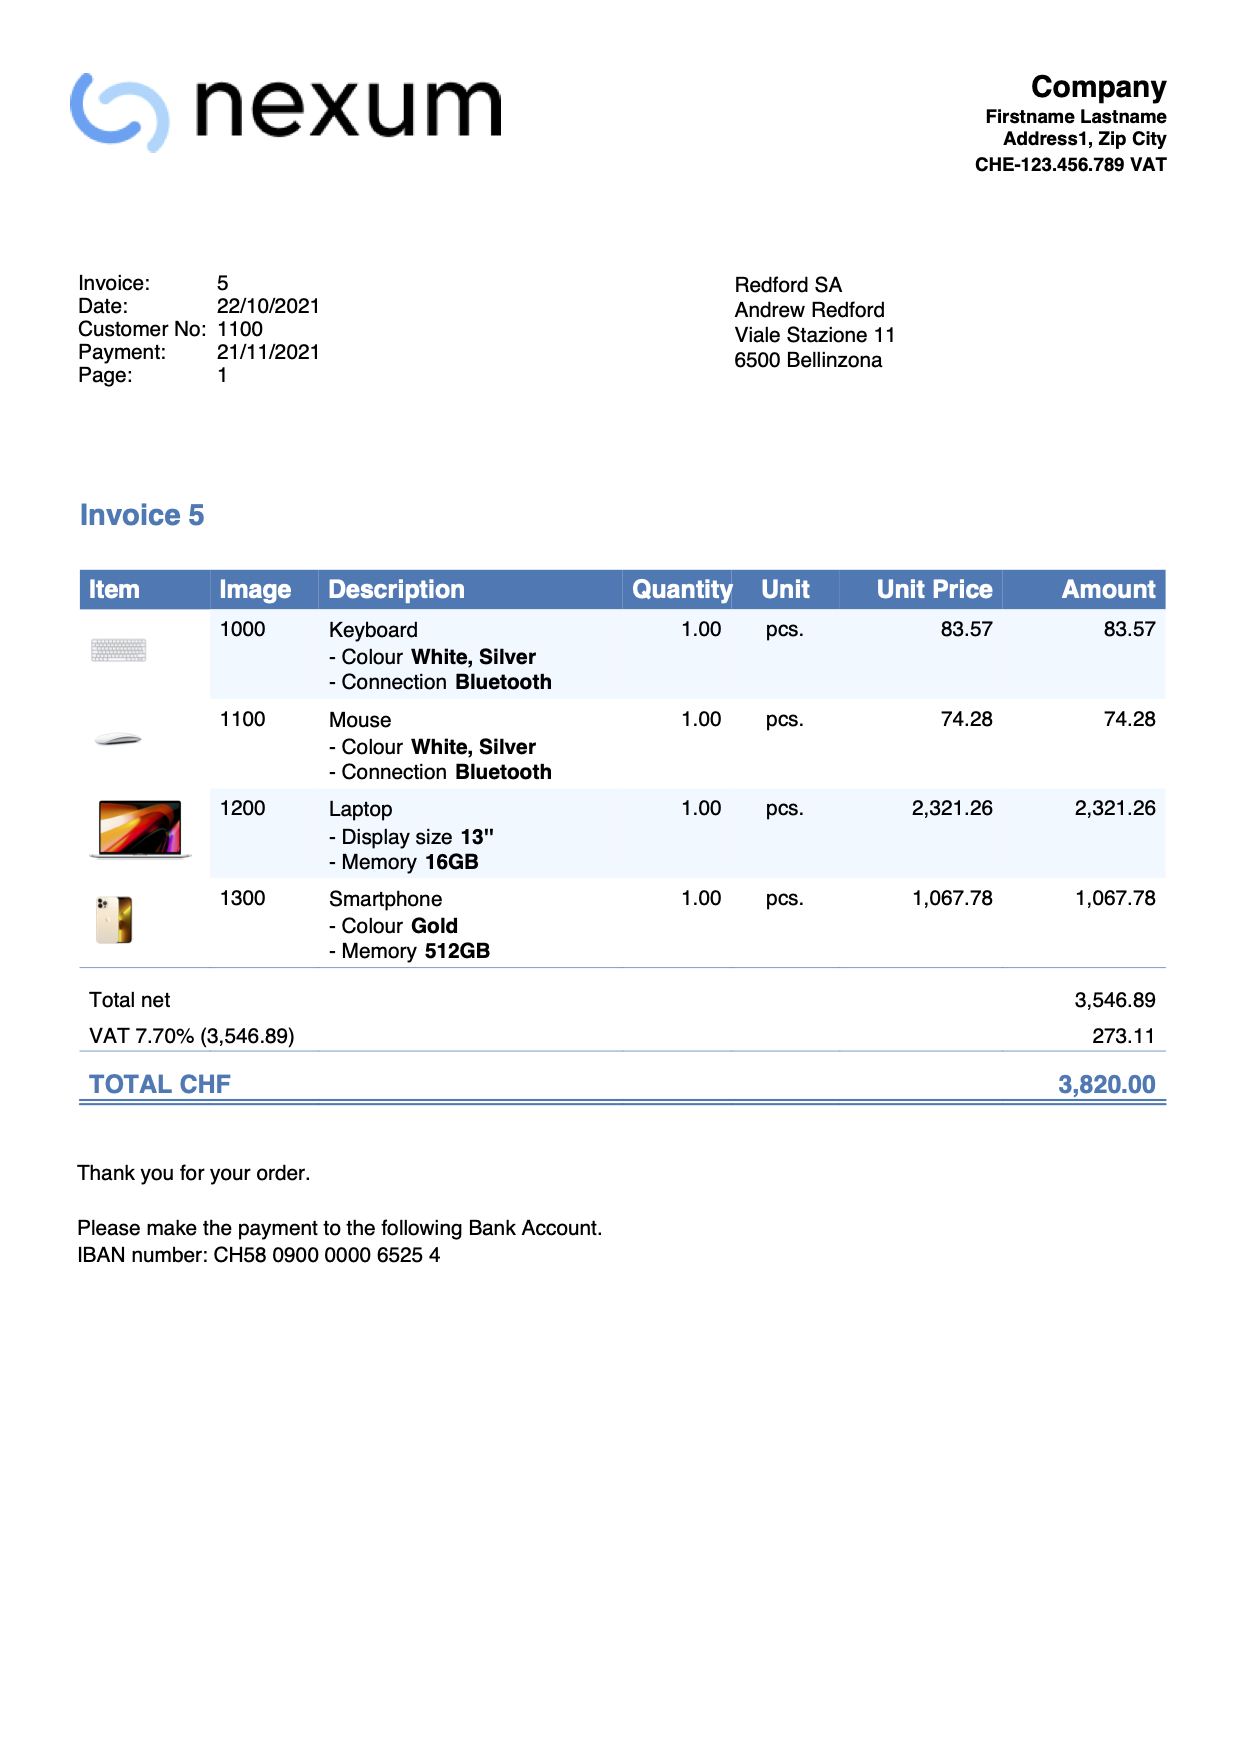 nexum
Company
Firstname Lastname
Address1, Zip City
CHE-123.456.789 VAT
Invoice: 5
Date: 22/10/2021
Customer No: 1100
Payment: 21/11/2021
Page: 1
Redford SA
Andrew Redford
Viale Stazione 11
6500 Bellinzona
Invoice 5
Item Image Description Quantity Unit Unit Price Amount
1000 Keyboard 1.00 pcs. 83.57 83.57
- Colour White, Silver
- Connection Bluetooth
1100 Mouse 1.00 pcs. 74.28 74.28
- Colour White, Silver
- Connection Bluetooth
1200 Laptop 1.00 pcs. 2,321.26 2,321.26
- Display size 13"
- Memory 16GB
1300 Smartphone 1.00 pcs. 1,067.78 1,067.78
- Colour Gold
- Memory 512GB
Total net 3,546.89
VAT 7.70% (3,546.89) 273.11
TOTAL CHF 3,820.00
Thank you for your order.
Please make the payment to the following Bank Account.
IBAN number: CH58 0900 0000 6525 4